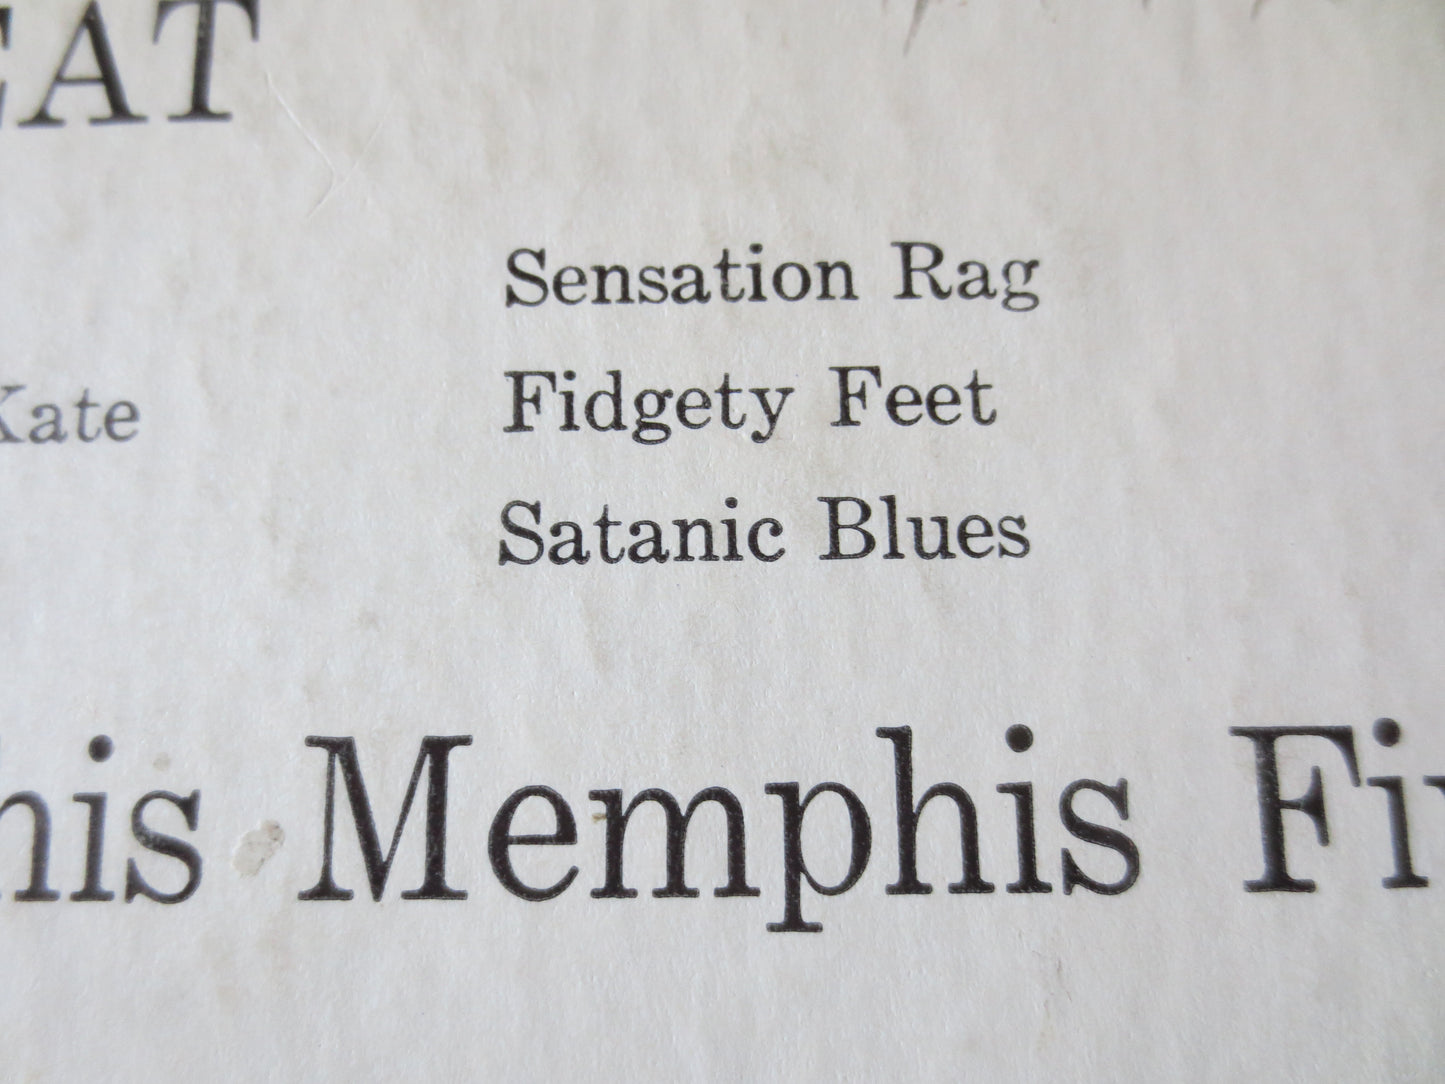 EAT
Sensation Rag
Fidgety Feet
Kate
Satanic Blues
his Memphis Fi